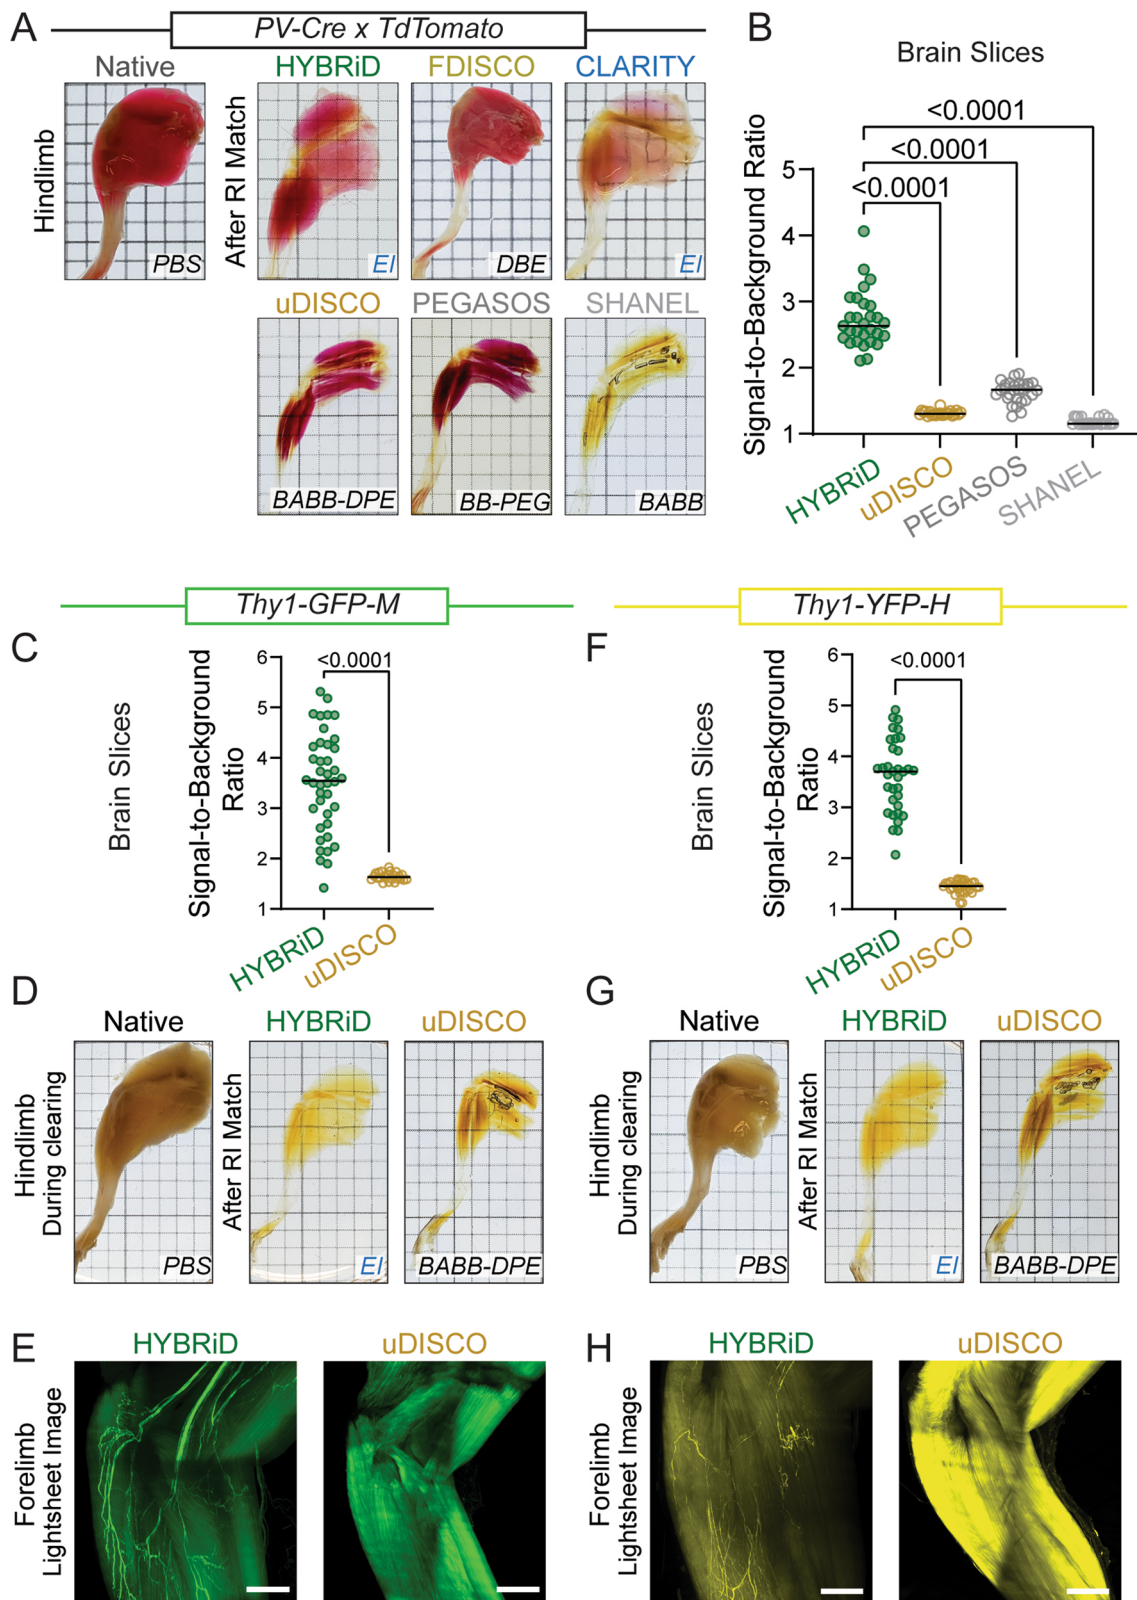 A
PV-Cre x TdTomato
Native
HYBRiD
FDISCO
CLARITY
Hindlimb
After RI Match
PBS
EI
DBE
EI
uDISCO
PEGASOS
SHANEL
BABB-DPE
BB-PEG
BABB
B
Brain Slices
<0.0001
<0.0001
<0.0001
Signal-to-Background Ratio
5
4
3
2
1
HYBRiD
uDISCO
PEGASOS
SHANEL
Thy1-GFP-M
C
Brain Slices
Signal-to-Background
Ratio
<0.0001
6
5
4
3
2
1
HYBRiD
uDISCO
Thy1-YFP-H
F
Brain Slices
Signal-to-Background
Ratio
<0.0001
6
5
4
3
2
1
HYBRiD
uDISCO
D
Native
HYBRiD
uDISCO
Hindlimb
During clearing
After RI Match
PBS
EI
BABB-DPE
G
Native
HYBRiD
uDISCO
Hindlimb
During clearing
After RI Match
PBS
EI
BABB-DPE
E
HYBRiD
uDISCO
Forelimb
Lightsheet Image
H
HYBRiD
uDISCO
Forelimb
Lightsheet Image